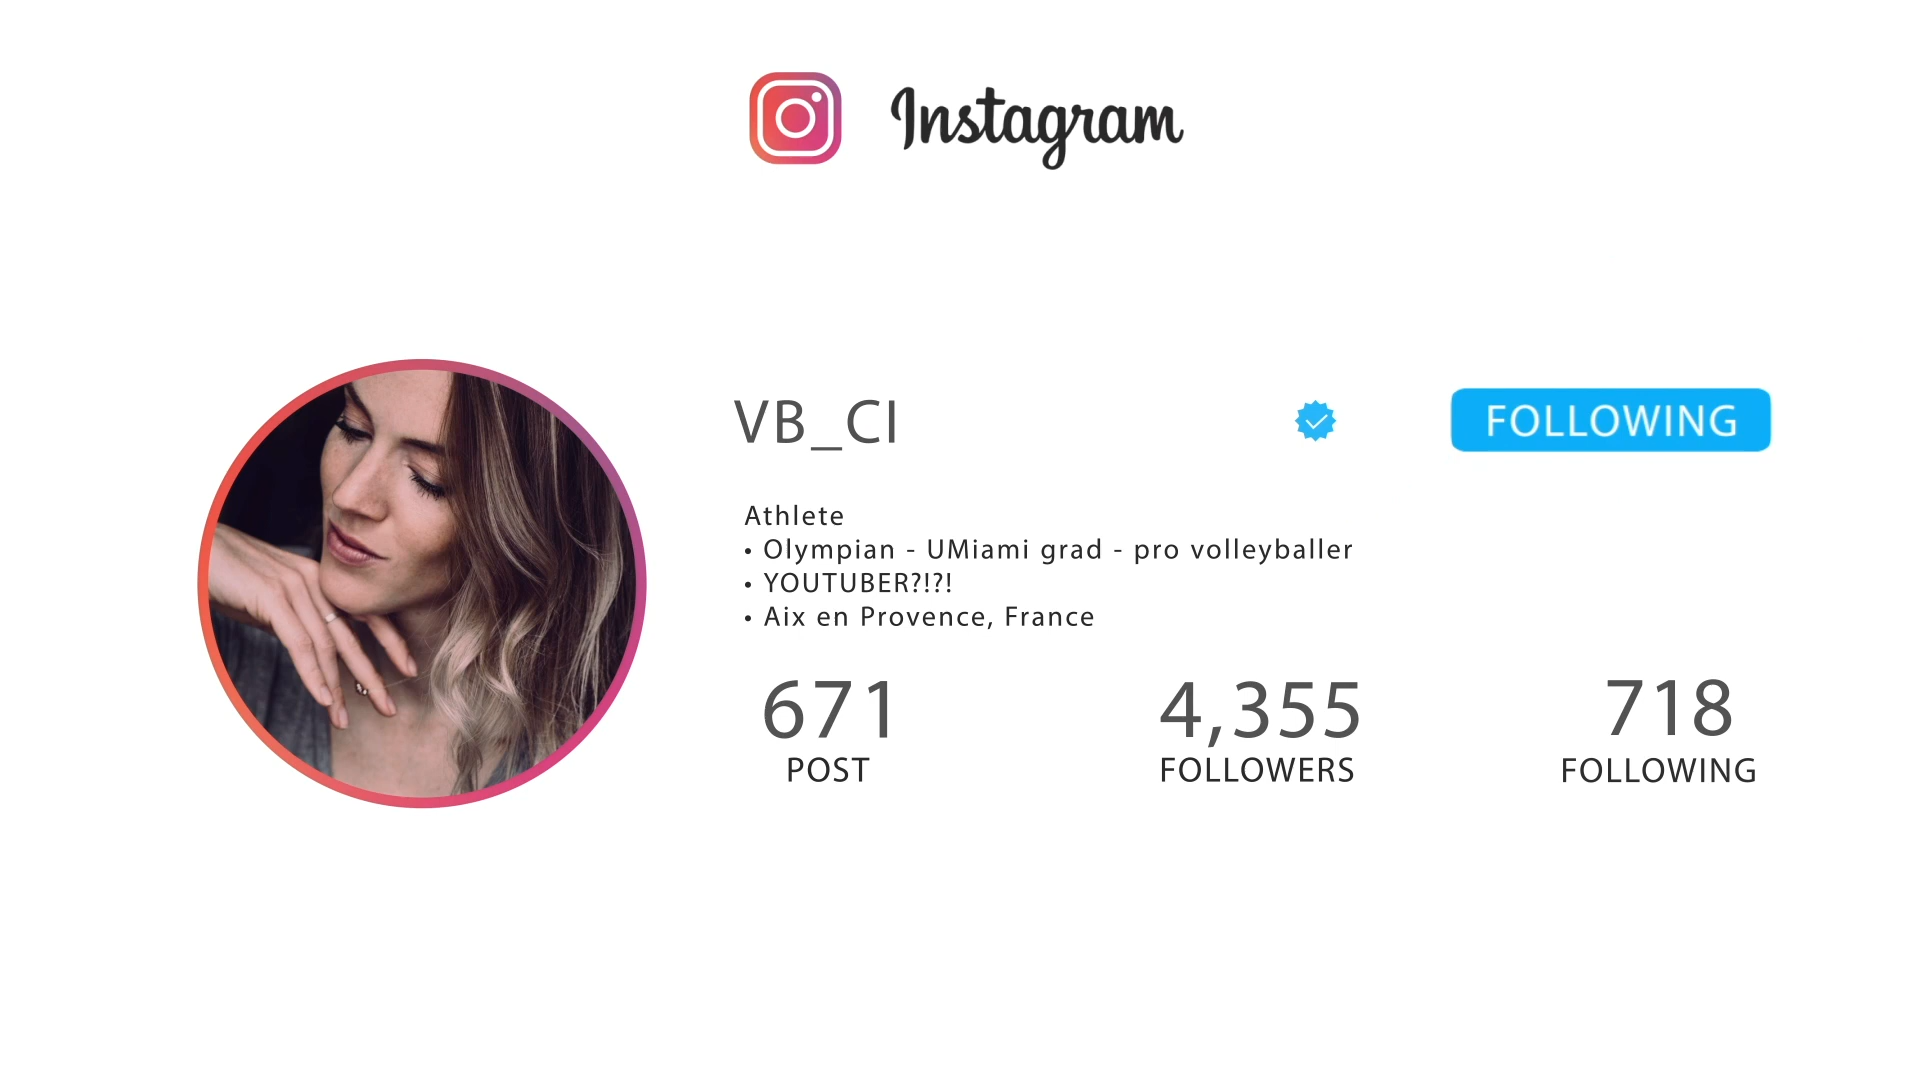 Instagram
VB_CI
FOLLOWING
Athlete
• Olympian - UMiami grad - pro volleyballer
• YOUTUBER?!?!
• Aix en Provence, France
671
POST
4,355
FOLLOWERS
718
FOLLOWING